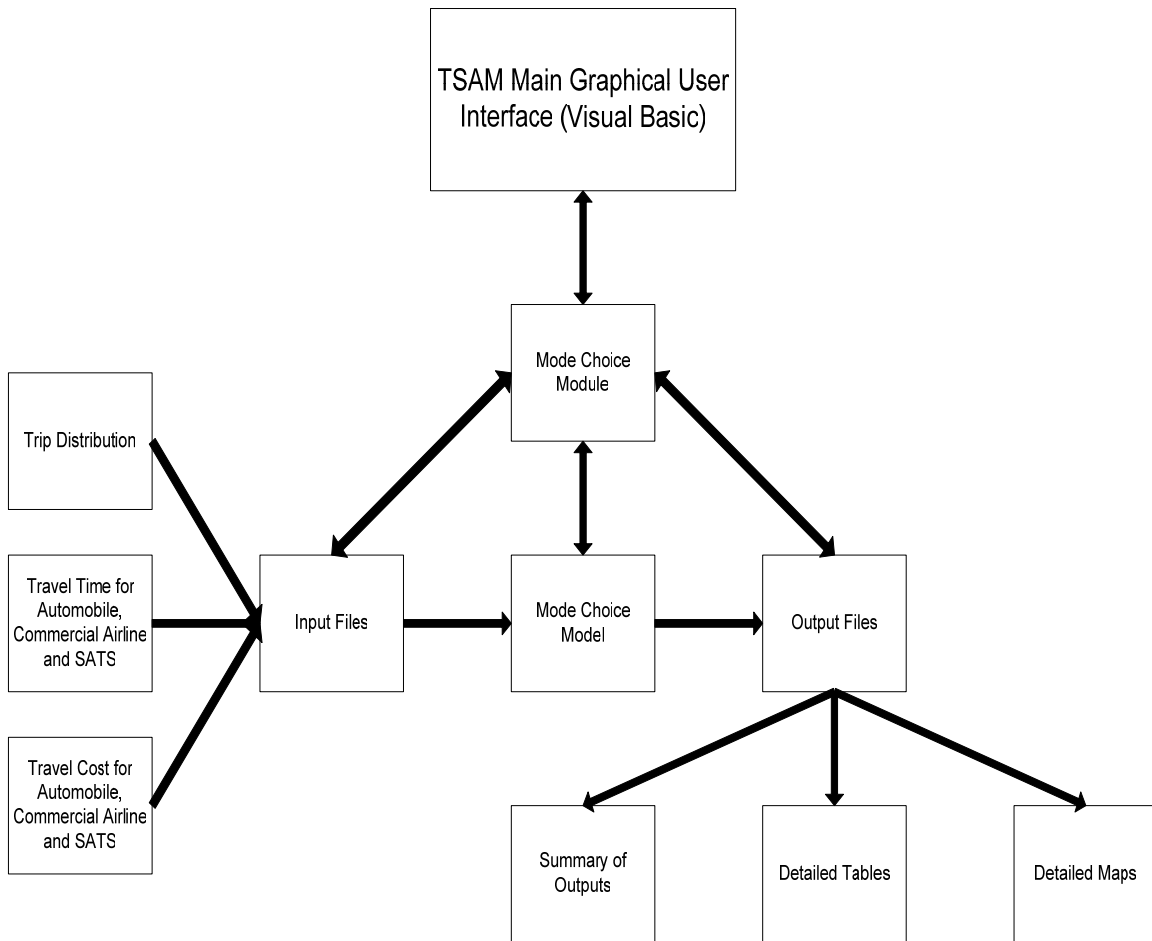 TSAM Main Graphical User
Interface (Visual Basic)
Mode Choice
Module
Trip Distribution
Travel Time for
Automobile,
Commercial Airline
and SATS
Input Files
Mode Choice
Model
Output Files
Travel Cost for
Automobile,
Commercial Airline
and SATS
Summary of
Outputs
Detailed Tables
Detailed Maps